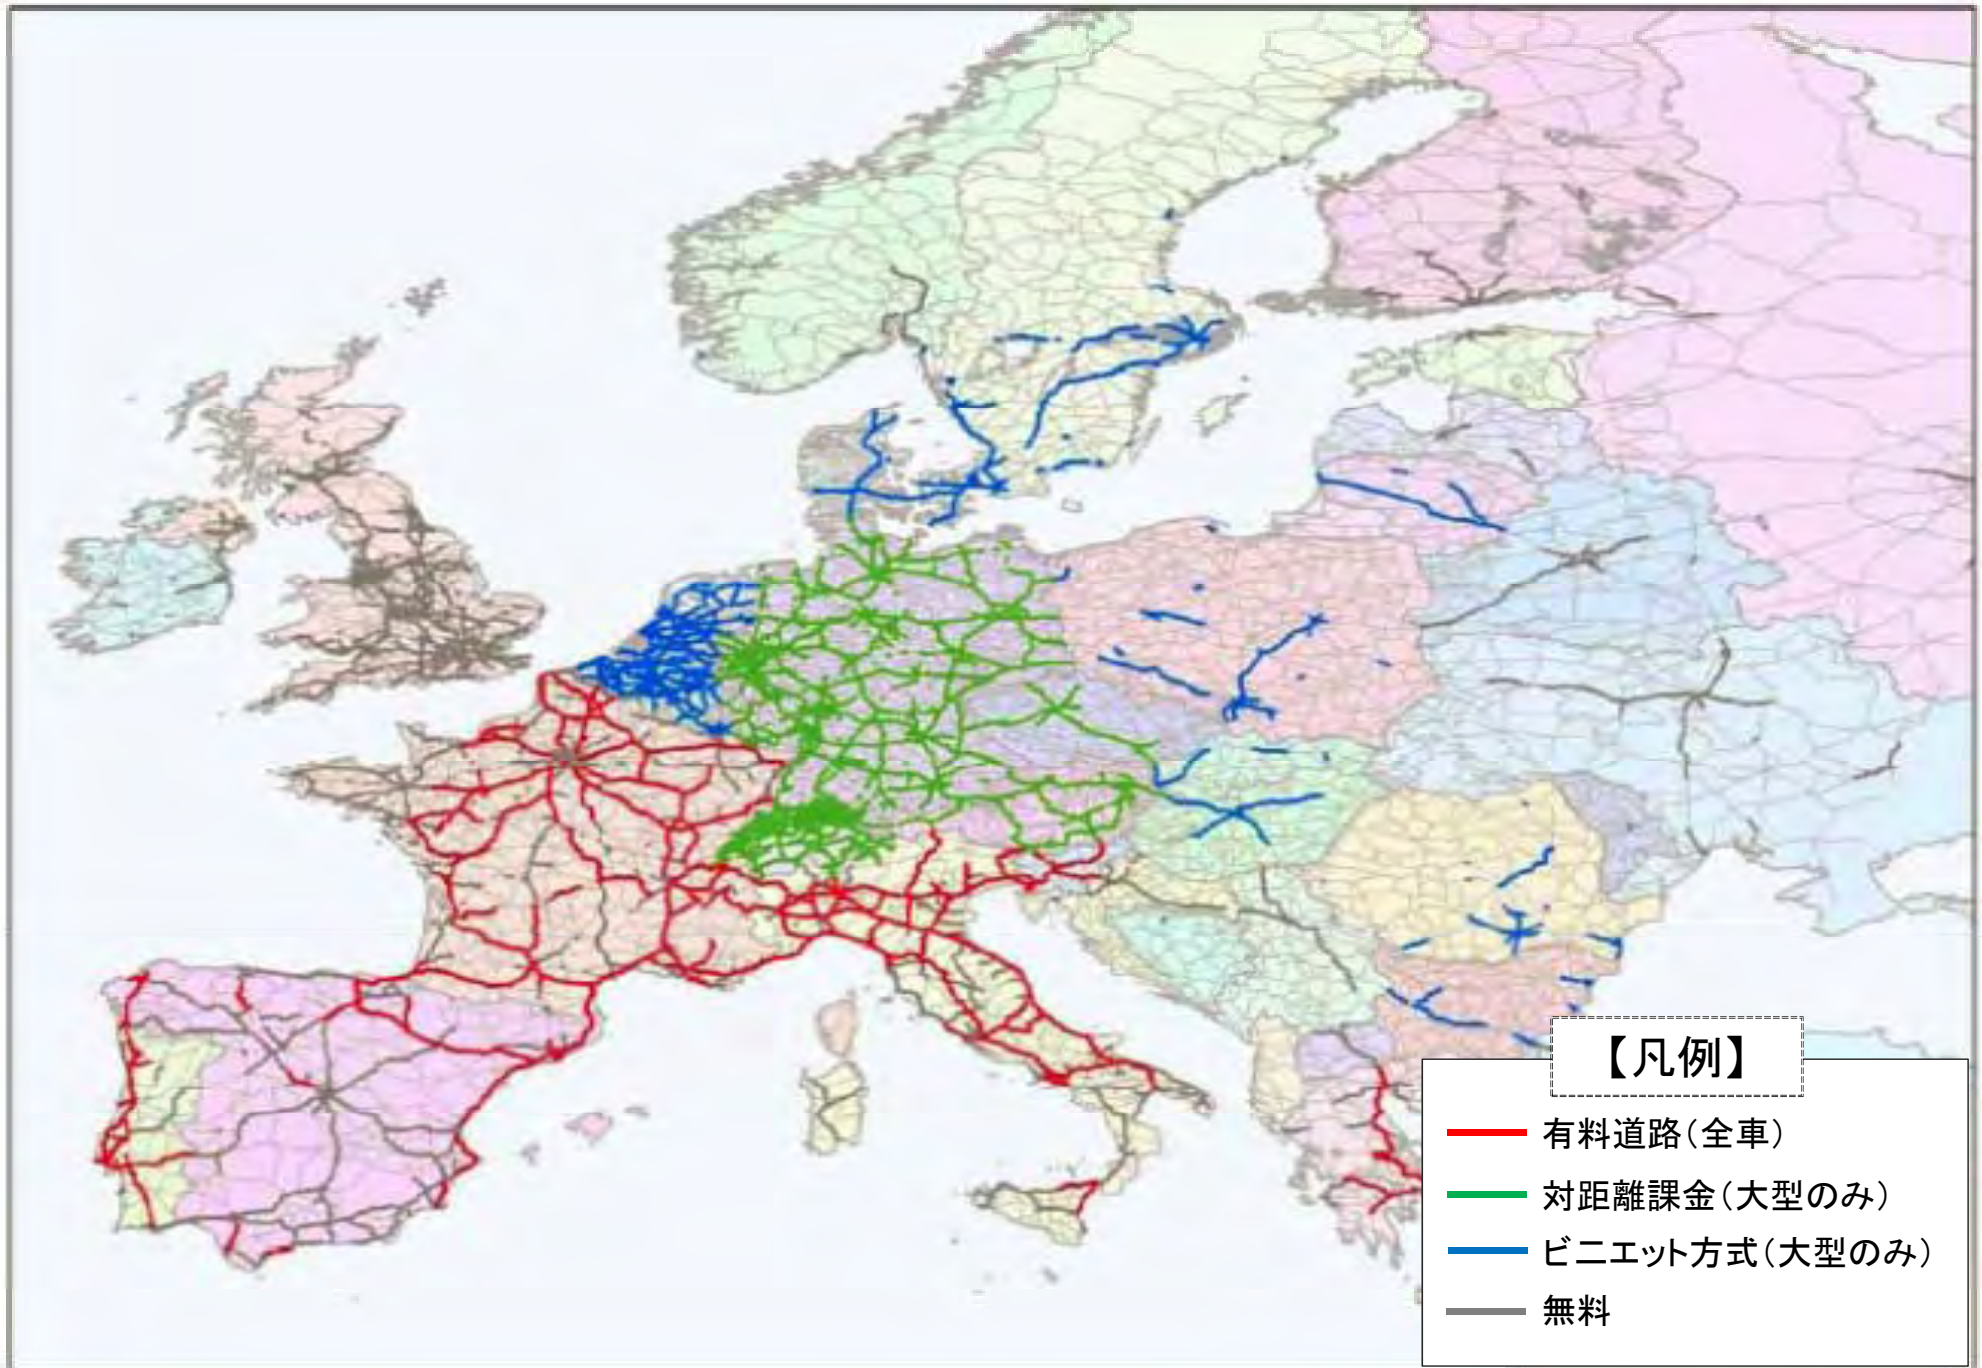 【凡例】
有料道路(全車)
対距離課金(大型のみ)
ビニエット方式(大型のみ)
無料